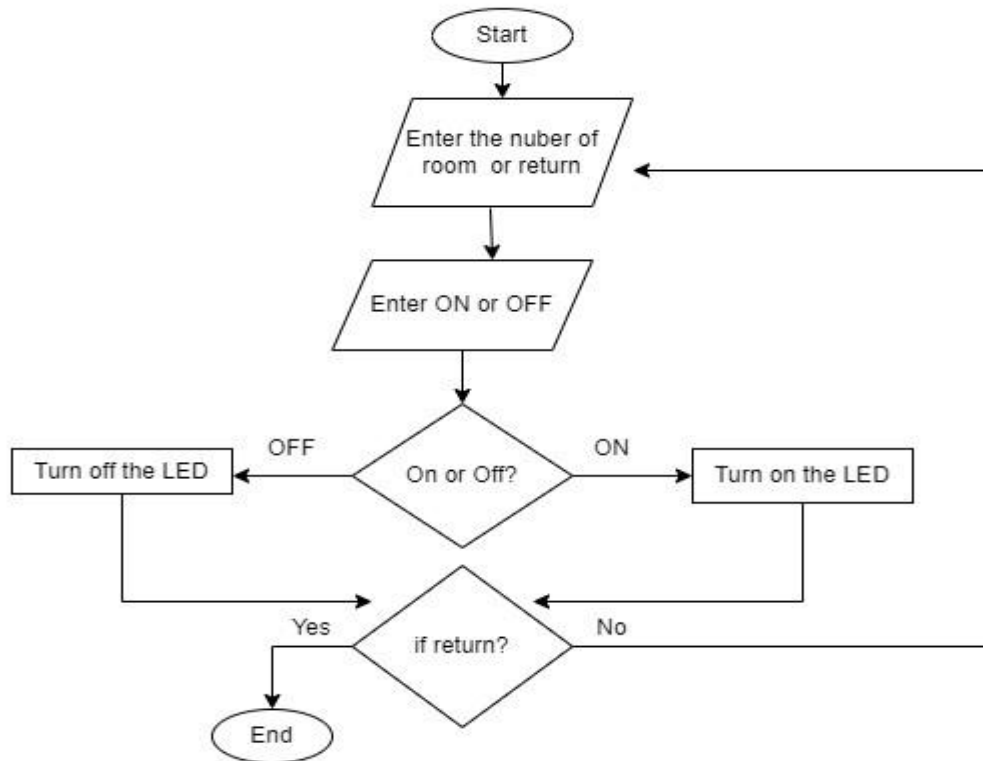 Start
Enter the nuber of
room or return
Enter ON or OFF
OFF
ON
Turn off the LED
On or Off?
Turn on the LED
Yes
if return?
No
End